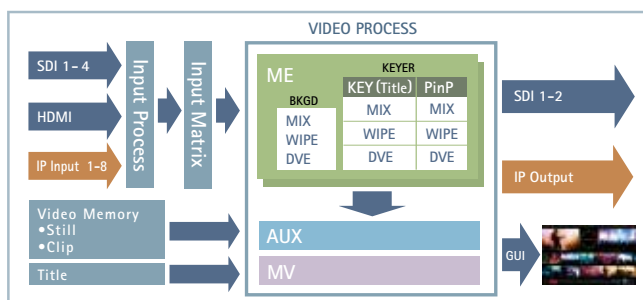 VIDEO PROCESS
SDI 1-4
HDMI
IP Input 1-8
Input Process
Input Matrix
ME
KEYER
BKGD
MIX
WIPE
DVE
KEY (Title) PinP
MIX MIX
WIPE WIPE
DVE DVE
SDI 1-2
IP Output
Video Memory
•Still
•Clip
Title
AUX
MV
GUI